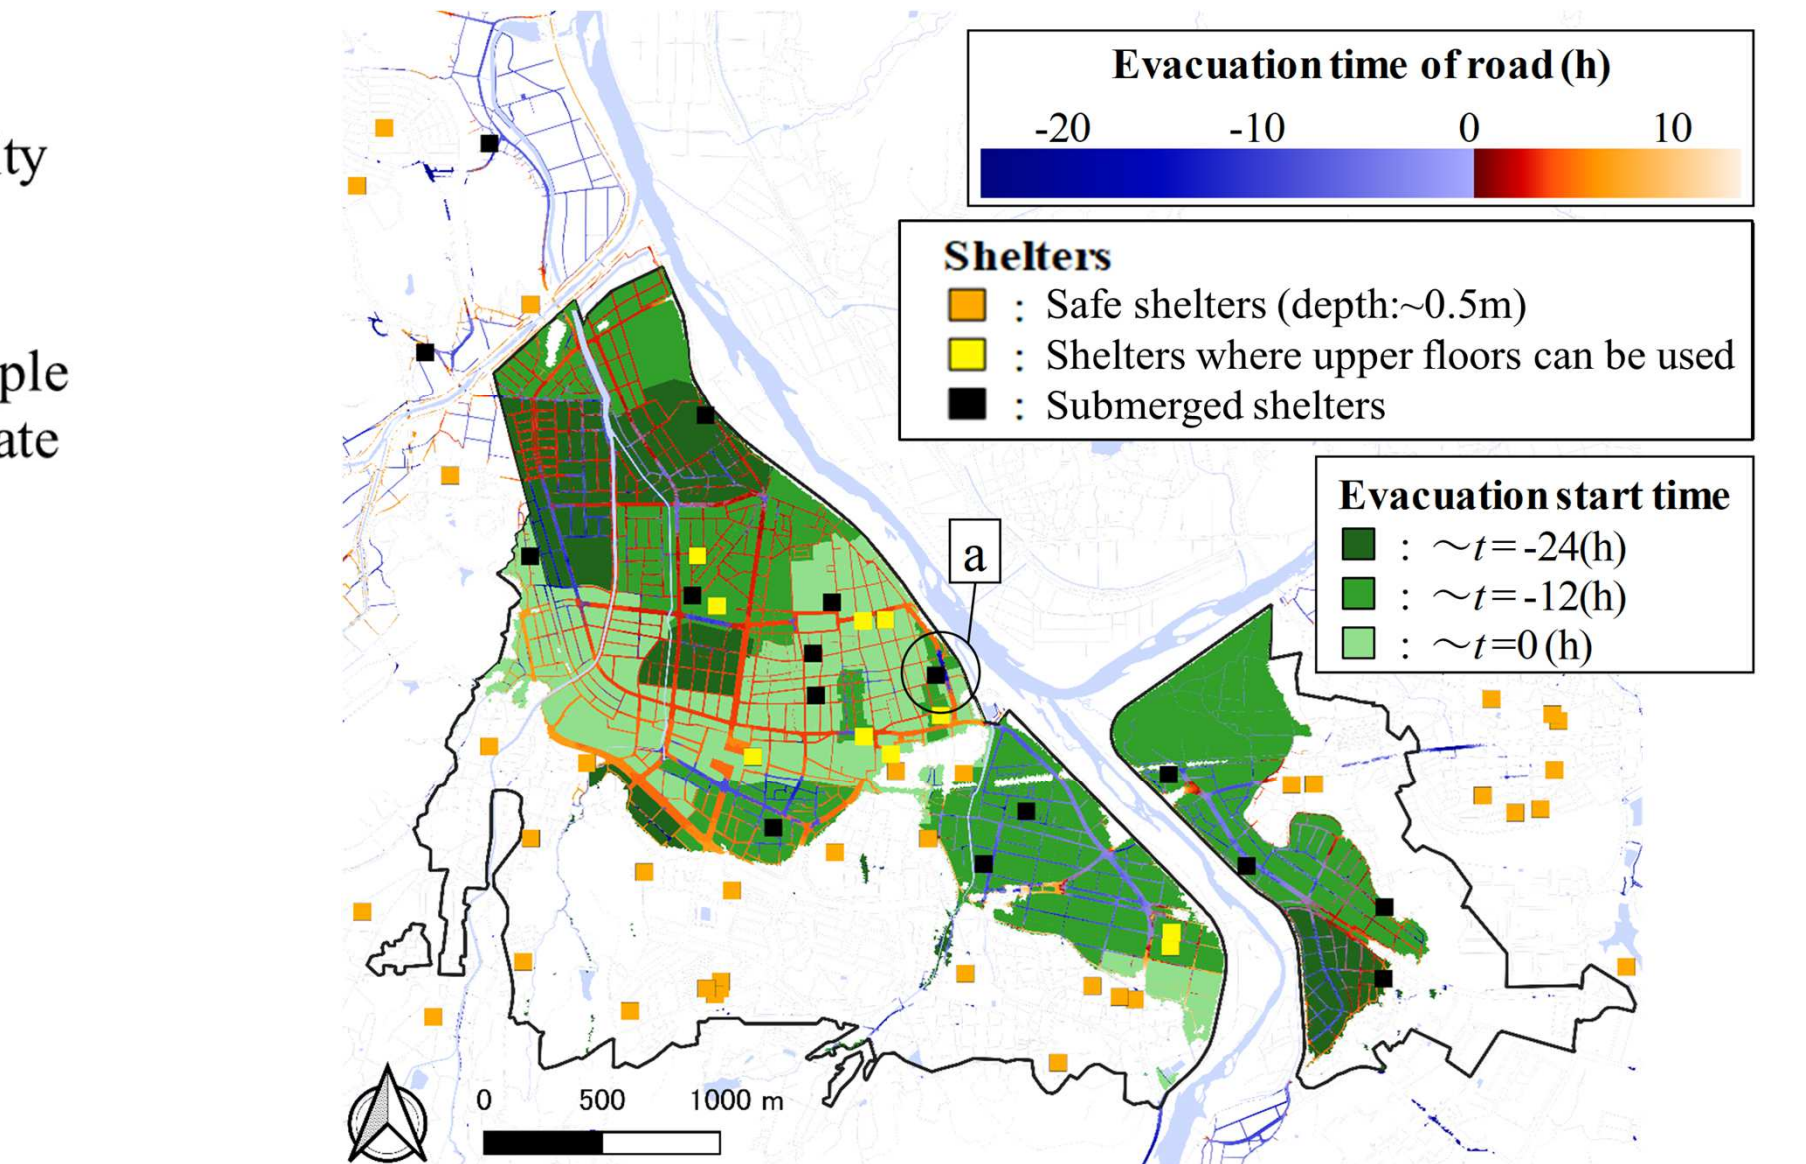 ty
ple
ate
Evacuation time of road (h)
-20 -10 0 10
Shelters
: Safe shelters (depth:~0.5m)
: Shelters where upper floors can be used
: Submerged shelters
Evacuation start time
: ~t= -24(h)
: ~t= -12(h)
: ~t=0 (h)
a
0 500 1000 m